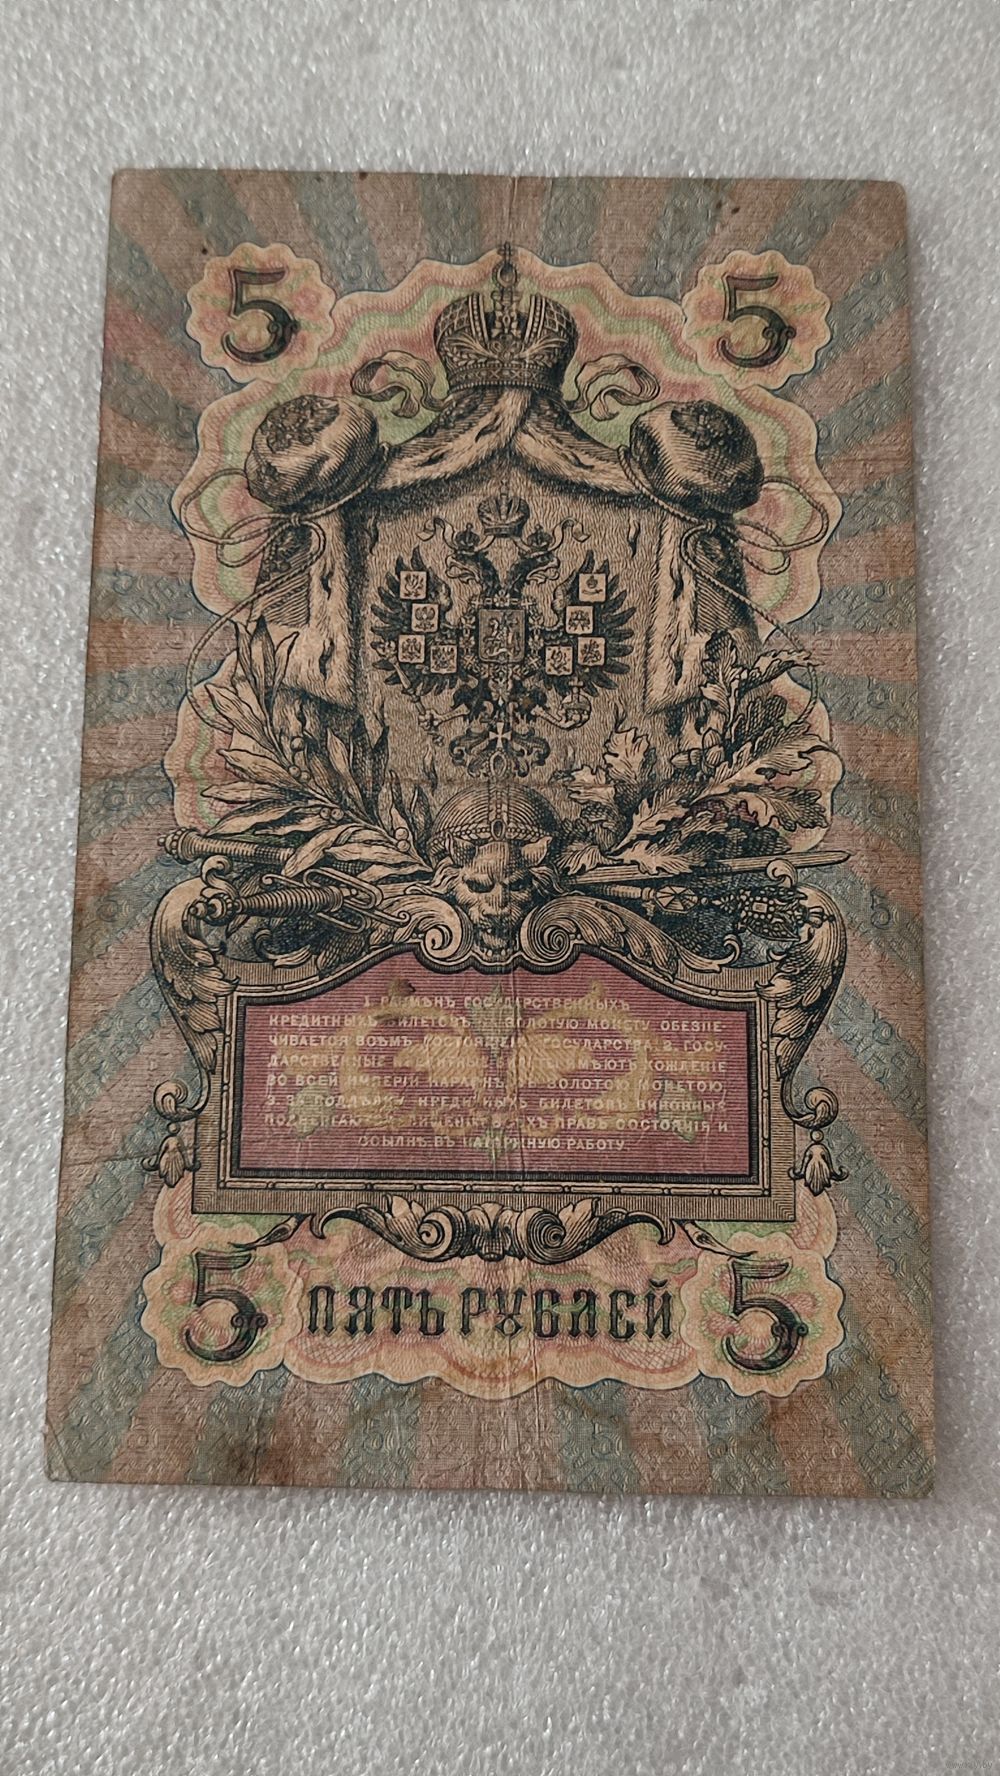 5 5
1. РАЗМѢНЪ ГОСУДАРСТВЕННЫХЪ
КРЕДИТНЫХЪ БИЛЕТОВЪ ЗОЛОТУЮ МОНЕТУ ОБЕЗПЕ-
ЧИВАЕТСЯ ВСѢМЪ ДОСТОЯНІЕМЪ ГОСУДАРСТВА. 2. ГОСУ-
ДАРСТВЕННЫЕ КРЕДИТНЫЕ БИЛЕТЫ ИМѢЮТЪ ХОЖДЕНІЕ
ВО ВСЕЙ ИМПЕРІИ НАРАВНѢ СЪ ЗОЛОТОЮ МОНЕТОЮ.
3. ЗА ПОДДѢЛКУ КРЕДИТНЫХЪ БИЛЕТОВЪ ВИНОВНЫЕ
ПОДВЕРГАЮТСЯ ЛИШЕНІЮ ВСѢХЪ ПРАВЪ СОСТОЯНІЯ И
ССЫЛКѢ ВЪ КАТОРЖНУЮ РАБОТУ.
5 ПЯТЬ РУБЛЕЙ 5